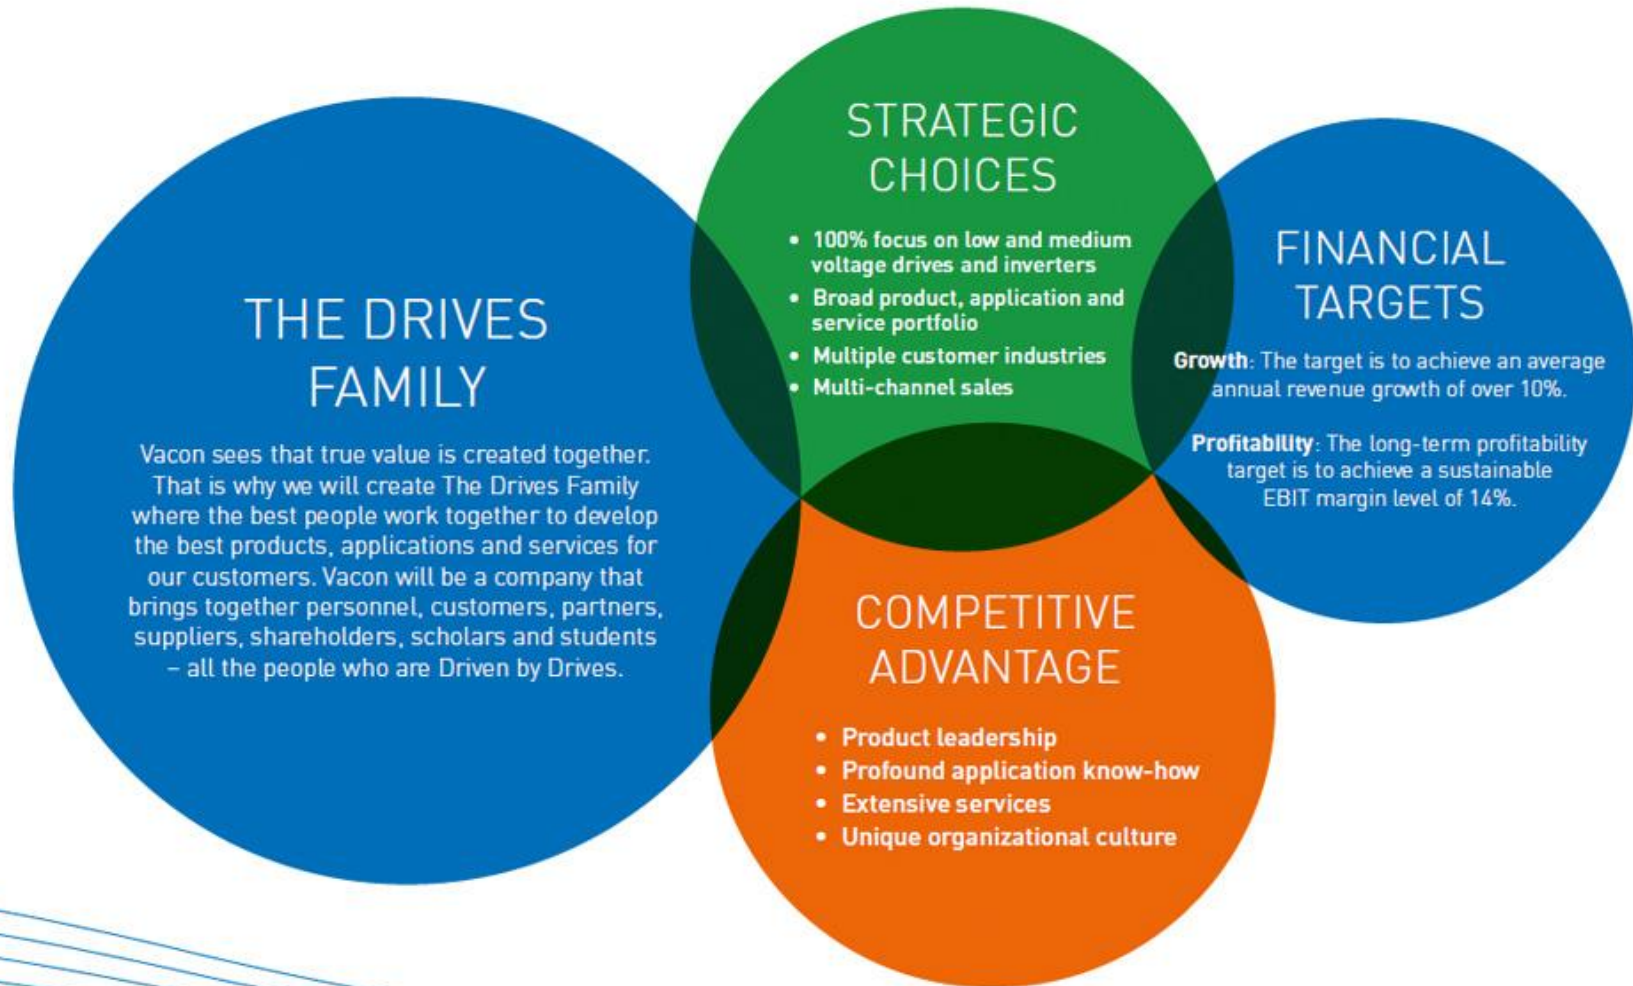 THE DRIVES
FAMILY
Vacon sees that true value is created together.
That is why we will create The Drives Family
where the best people work together to develop
the best products, applications and services for
our customers. Vacon will be a company that
brings together personnel, customers, partners,
suppliers, shareholders, scholars and students
– all the people who are Driven by Drives.
STRATEGIC
CHOICES
• 100% focus on low and medium
voltage drives and inverters
• Broad product, application and
service portfolio
• Multiple customer industries
• Multi-channel sales
COMPETITIVE
ADVANTAGE
• Product leadership
• Profound application know-how
• Extensive services
• Unique organizational culture
FINANCIAL
TARGETS
Growth: The target is to achieve an average
annual revenue growth of over 10%.
Profitability: The long-term profitability
target is to achieve a sustainable
EBIT margin level of 14%.